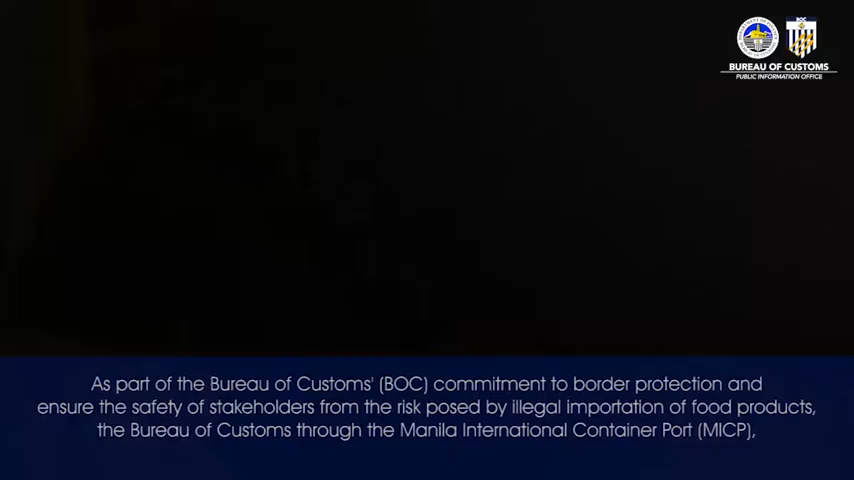 BOC
BUREAU OF CUSTOMS
PUBLIC INFORMATION OFFICE
As part of the Bureau of Customs' (BOC) commitment to border protection and
ensure the safety of stakeholders from the risk posed by illegal importation of food products,
the Bureau of Customs through the Manila International Container Port (MICP),